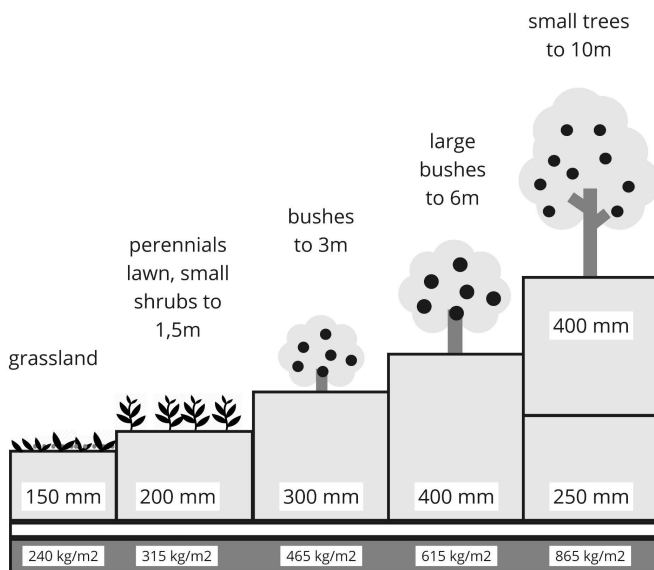 small trees
to 10m
large
bushes
to 6m
bushes
to 3m
perennials
lawn, small
shrubs to
1,5m
grassland
400 mm
150 mm
200 mm
300 mm
400 mm
250 mm
240 kg/m2
315 kg/m2
465 kg/m2
615 kg/m2
865 kg/m2